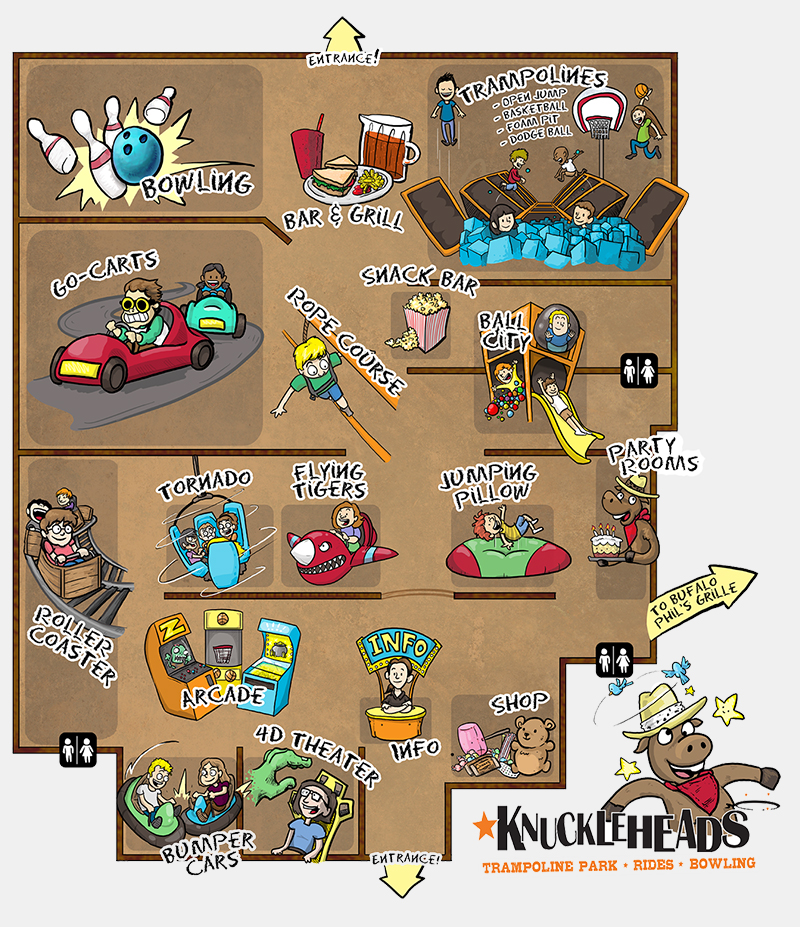 ENTRANCE!
TRAMPOLINES
- OPEN JUMP
- BASKETBALL
- FOAM PIT
- DODGE BALL
BOWLING
BAR & GRILL
GO-CARTS
SNACK BAR
ROPE COURSE
BALL
CITY
PARTY
ROOMS
TORNADO
FLYING
TIGERS
JUMPING
PILLOW
TO BUFALO
PHIL'S GRILLE
ROLLER
COASTER
Z
ARCADE
INFO
INFO
SHOP
4D THEATER
BUMPER
CARS
ENTRANCE!
KNUCKLEHEADS
TRAMPOLINE PARK * RIDES * BOWLING